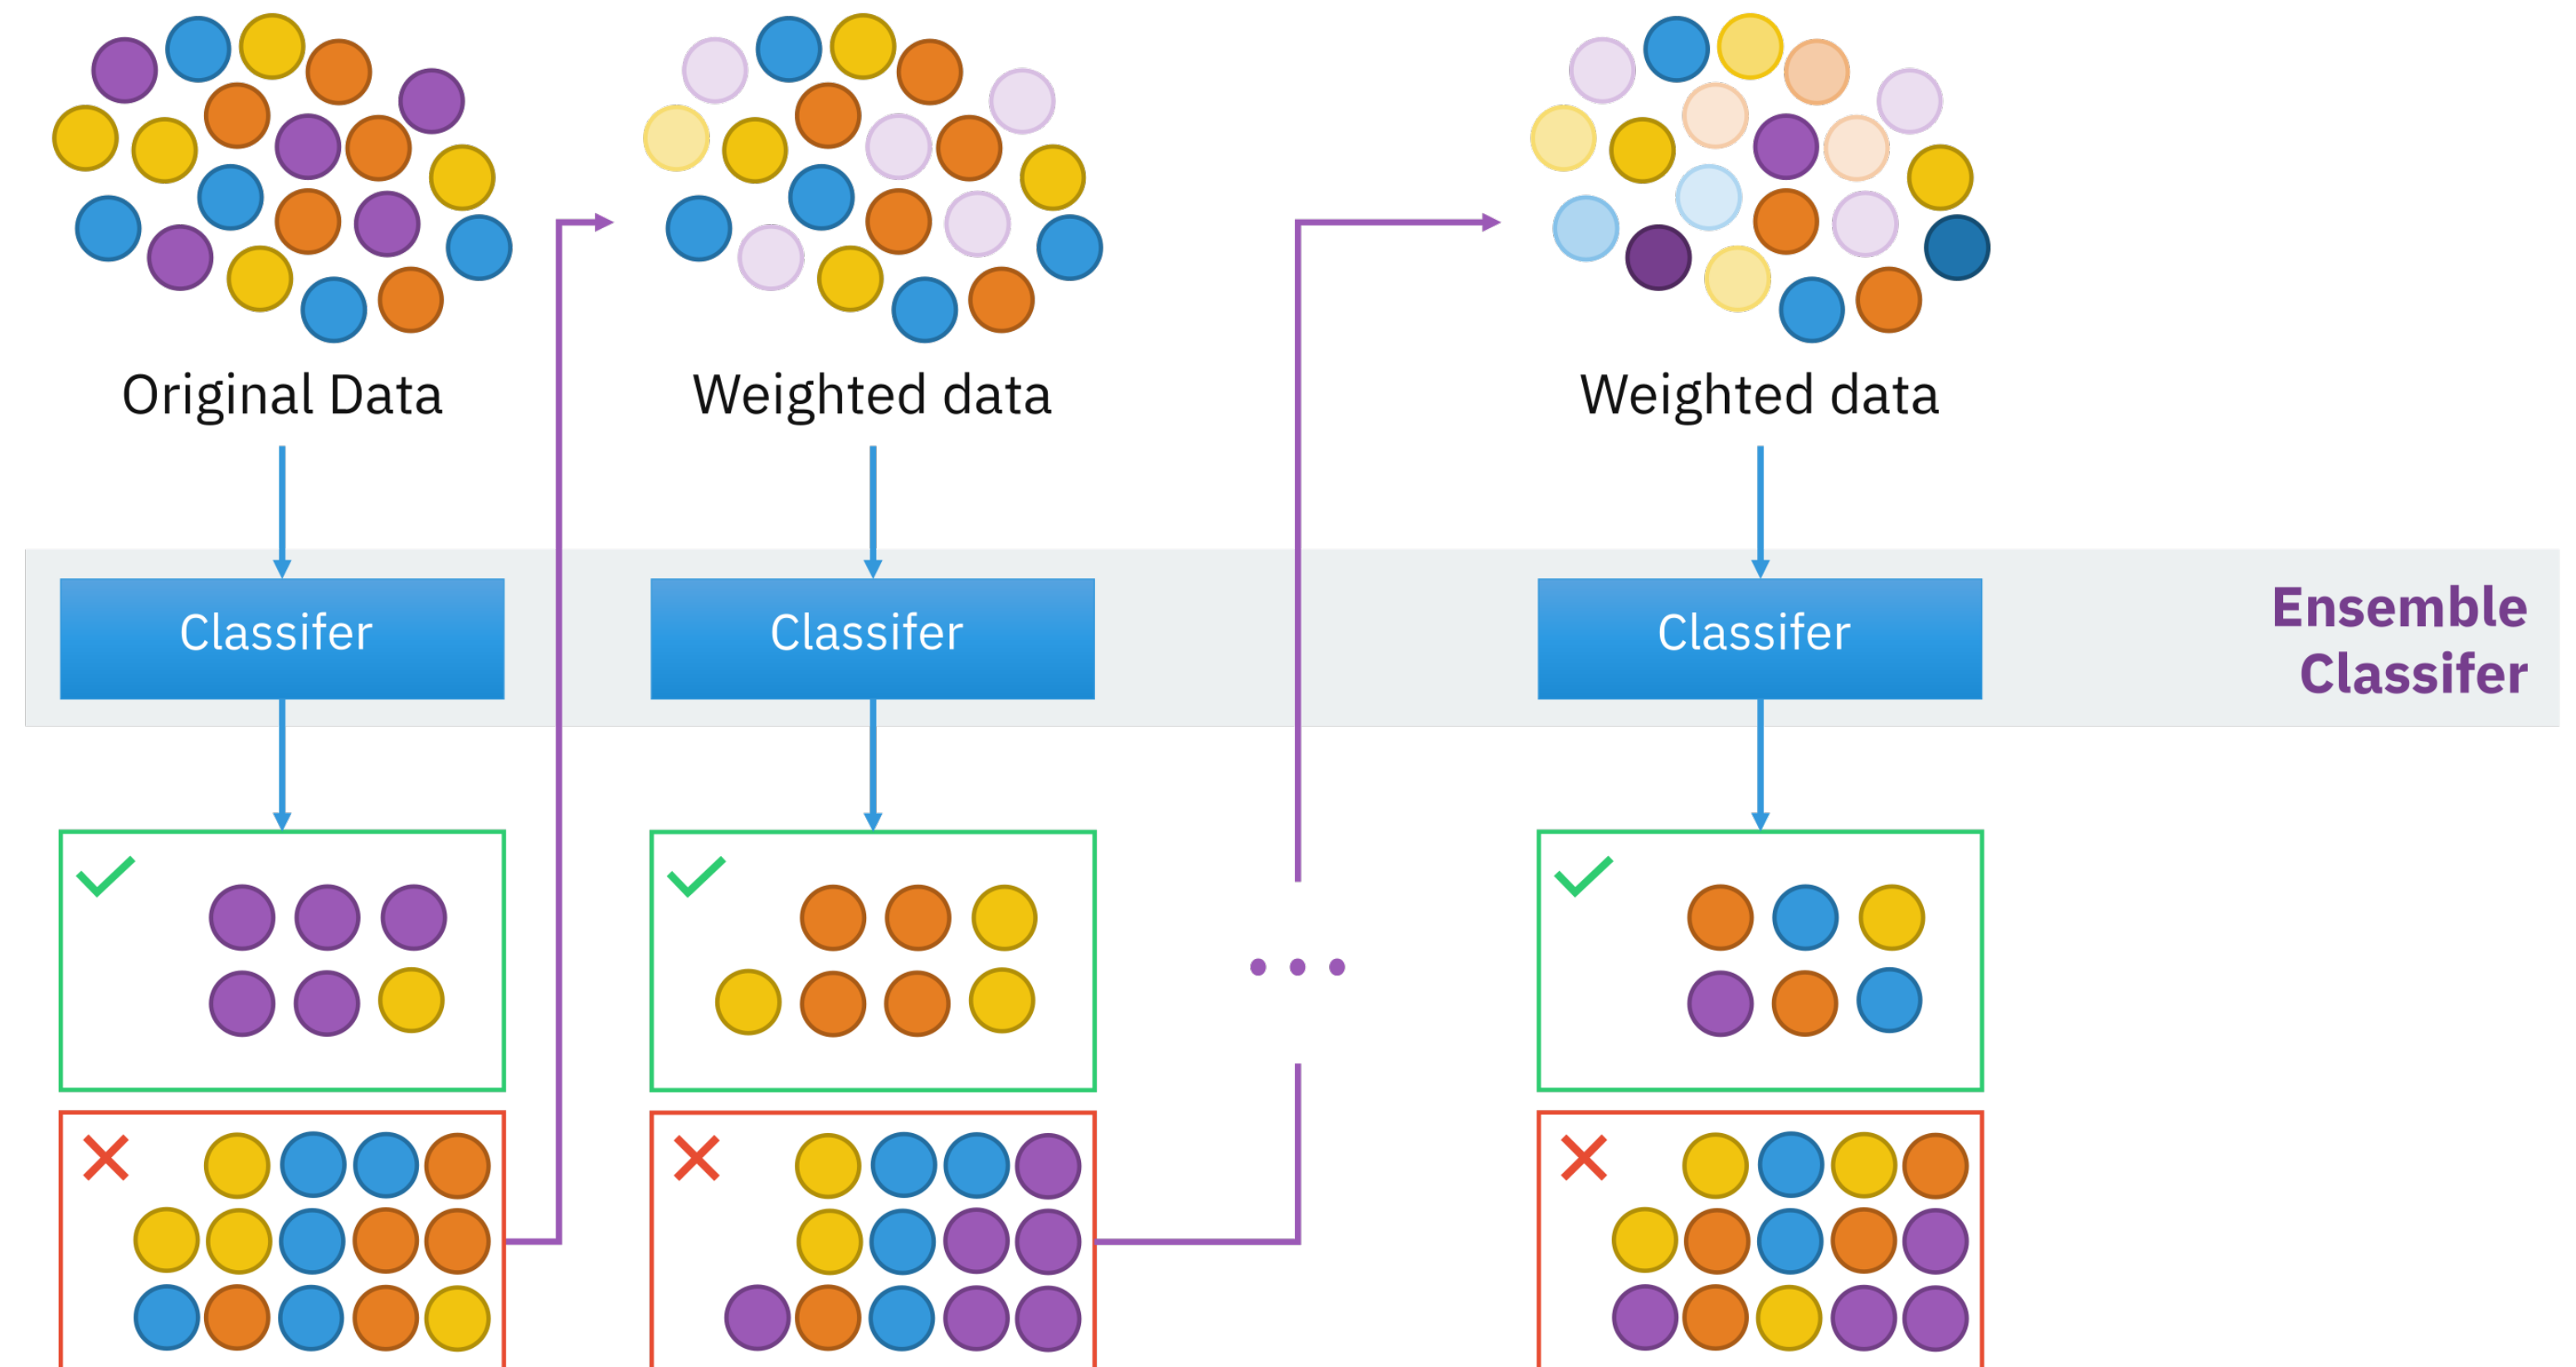 Original Data
Weighted data
Weighted data
Classifer
Classifer
Classifer
Ensemble
Classifer